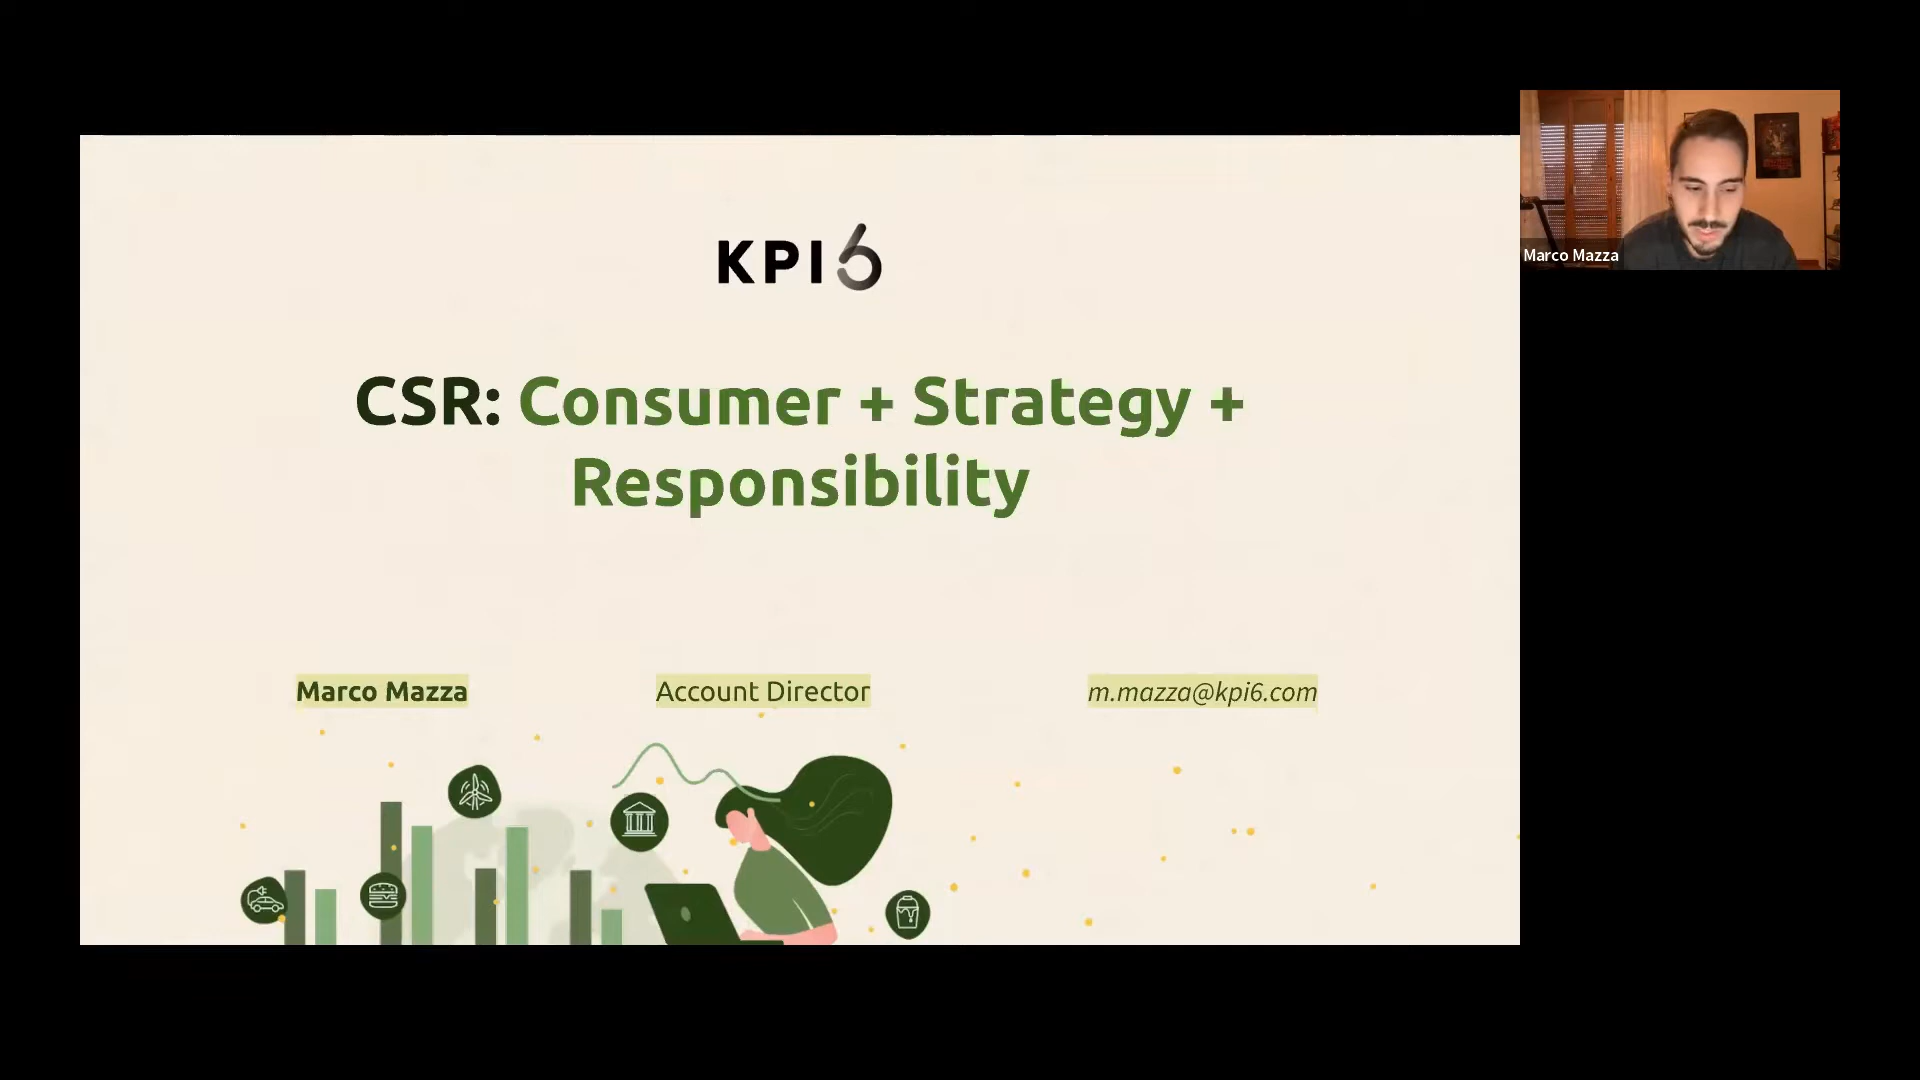 KPI6
CSR: Consumer + Strategy +
Responsibility
Marco Mazza
Account Director
m.mazza@kpi6.com
Marco Mazza